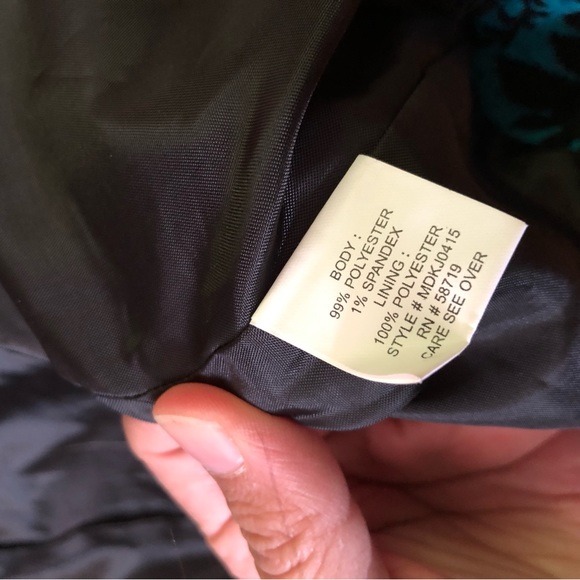 BODY :
99% POLYESTER
1% SPANDEX
LINING :
100% POLYESTER
STYLE # MDKJ0415
RN # 58719
CARE SEE OVER